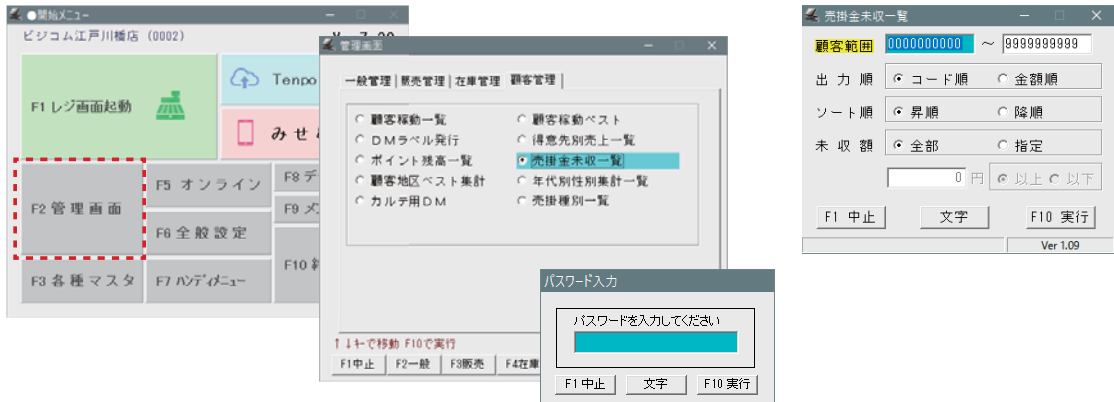 ●開始メニュー
ビジコム江戸川橋店 (0002)
F1 レジ画面起動
Tenpo
みせ
F2 管理画面
F5 オンライン
F8 デ
F9 メ
F6 全般設定
F10
F3 各種マスタ
F7 ハンディメニュー
管理画面
一般管理 販売管理 在庫管理 顧客管理
顧客稼動一覧
顧客稼動ベスト
DMラベル発行
得意先別売上一覧
ポイント残高一覧
売掛金未収一覧
顧客地区ベスト集計
年代別性別集計一覧
カルテ用DM
売掛種別一覧
↑↓キーで移動 F10で実行
F1中止 F2一般 F3販売 F4在庫
パスワード入力
パスワードを入力してください
F1 中止 文字 F10 実行
売掛金未収一覧
顧客範囲 0000000000 ～ 9999999999
出力順 コード順 金額順
ソート順 昇順 降順
未収額 全部 指定
0 円 以上 以下
F1 中止 文字 F10 実行
Ver 1.09